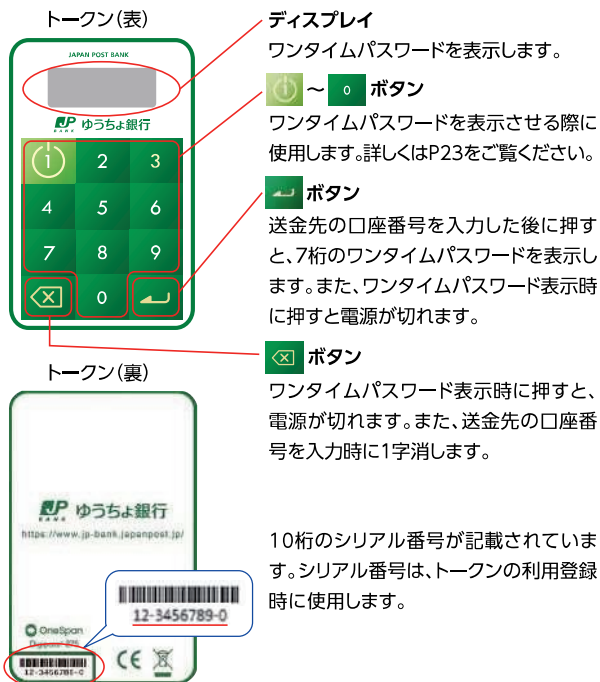 トークン(表)
JAPAN POST BANK
JP BANK ゆうちょ銀行
1 2 3
4 5 6
7 8 9
0
ディスプレイ
ワンタイムパスワードを表示します。
1 ~ 0 ボタン
ワンタイムパスワードを表示させる際に
使用します。詳しくはP23をご覧ください。
ボタン
送金先の口座番号を入力した後に押す
と、7桁のワンタイムパスワードを表示し
ます。また、ワンタイムパスワード表示時
に押すと電源が切れます。
ボタン
ワンタイムパスワード表示時に押すと、
電源が切れます。また、送金先の口座番
号を入力時に1字消します。
トークン(裏)
JP BANK ゆうちょ銀行
https://www.jp-bank.japanpost.jp/
12-3456789-0
OneSpan
12-3456789-0
CE
10桁のシリアル番号が記載されていま
す。シリアル番号は、トークンの利用登録
時に使用します。